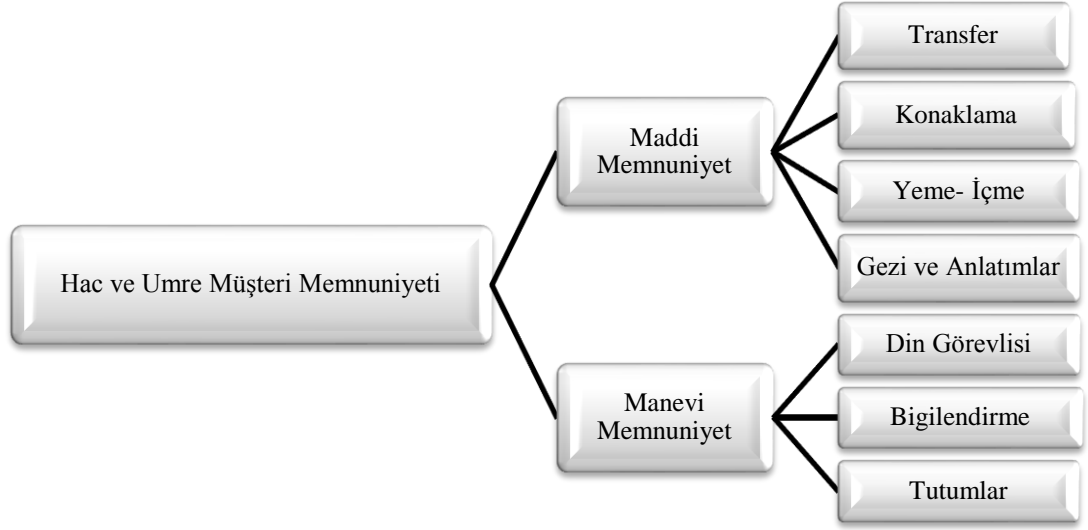 Hac ve Umre Müşteri Memnuniyeti
Maddi
Memnuniyet
Transfer
Konaklama
Yeme- İçme
Gezi ve Anlatımlar
Manevi
Memnuniyet
Din Görevlisi
Bigilendirme
Tutumlar